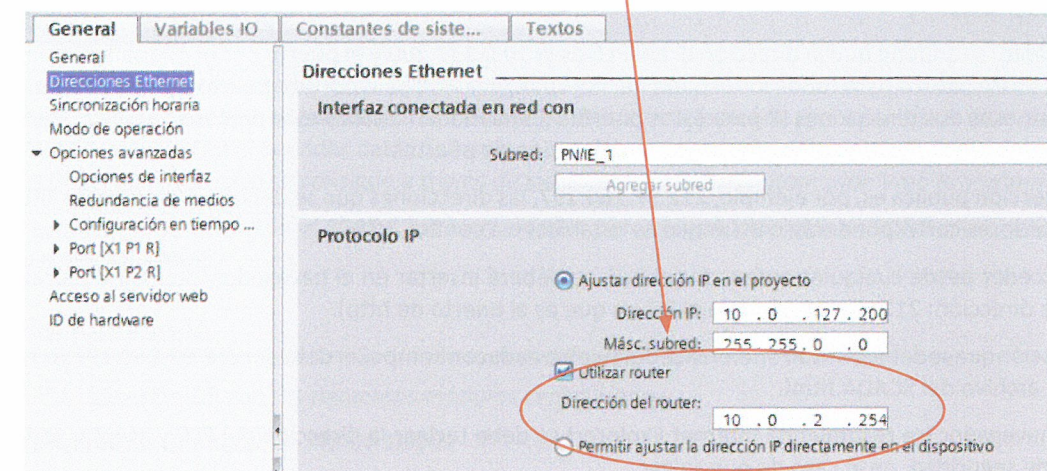 General Variables IO Constantes de siste... Textos
General
Direcciones Ethernet
Sincronización horaria
Modo de operación
Opciones avanzadas
Opciones de interfaz
Redundancia de medios
Configuración en tiempo ...
Port [X1 P1 R]
Port [X1 P2 R]
Acceso al servidor web
ID de hardware
Direcciones Ethernet
Interfaz conectada en red con
Subred: PN/IE_1
Agregar subred
Protocolo IP
Ajustar dirección IP en el proyecto
Dirección IP: 10 . 0 . 127 . 200
Másc. subred: 255 . 255 . 0 . 0
Utilizar router
Dirección del router:
10 . 0 . 2 . 254
Permitir ajustar la dirección IP directamente en el dispositivo